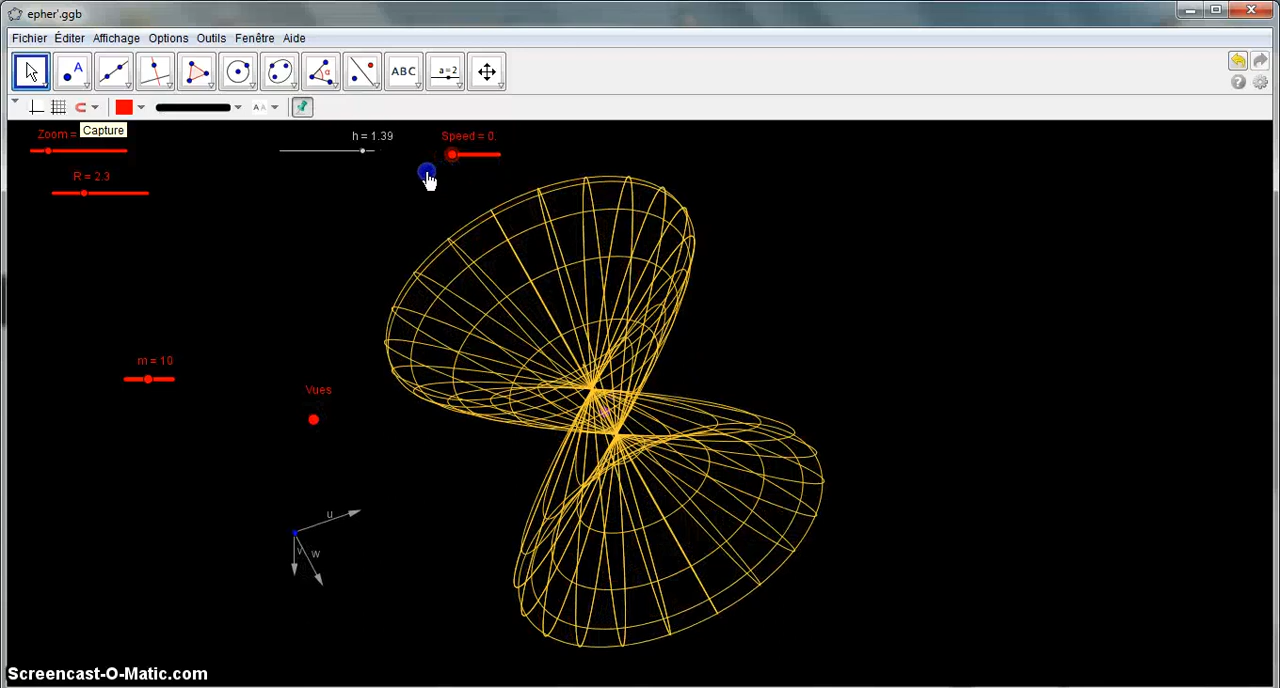 epher'.ggb
Fichier Éditer Affichage Options Outils Fenêtre Aide
A
α
ABC
a=2
A A
Zoom =
Capture
h = 1.39
Speed = 0.
R = 2.3
m = 10
Vues
u
v
w
Screencast-O-Matic.com